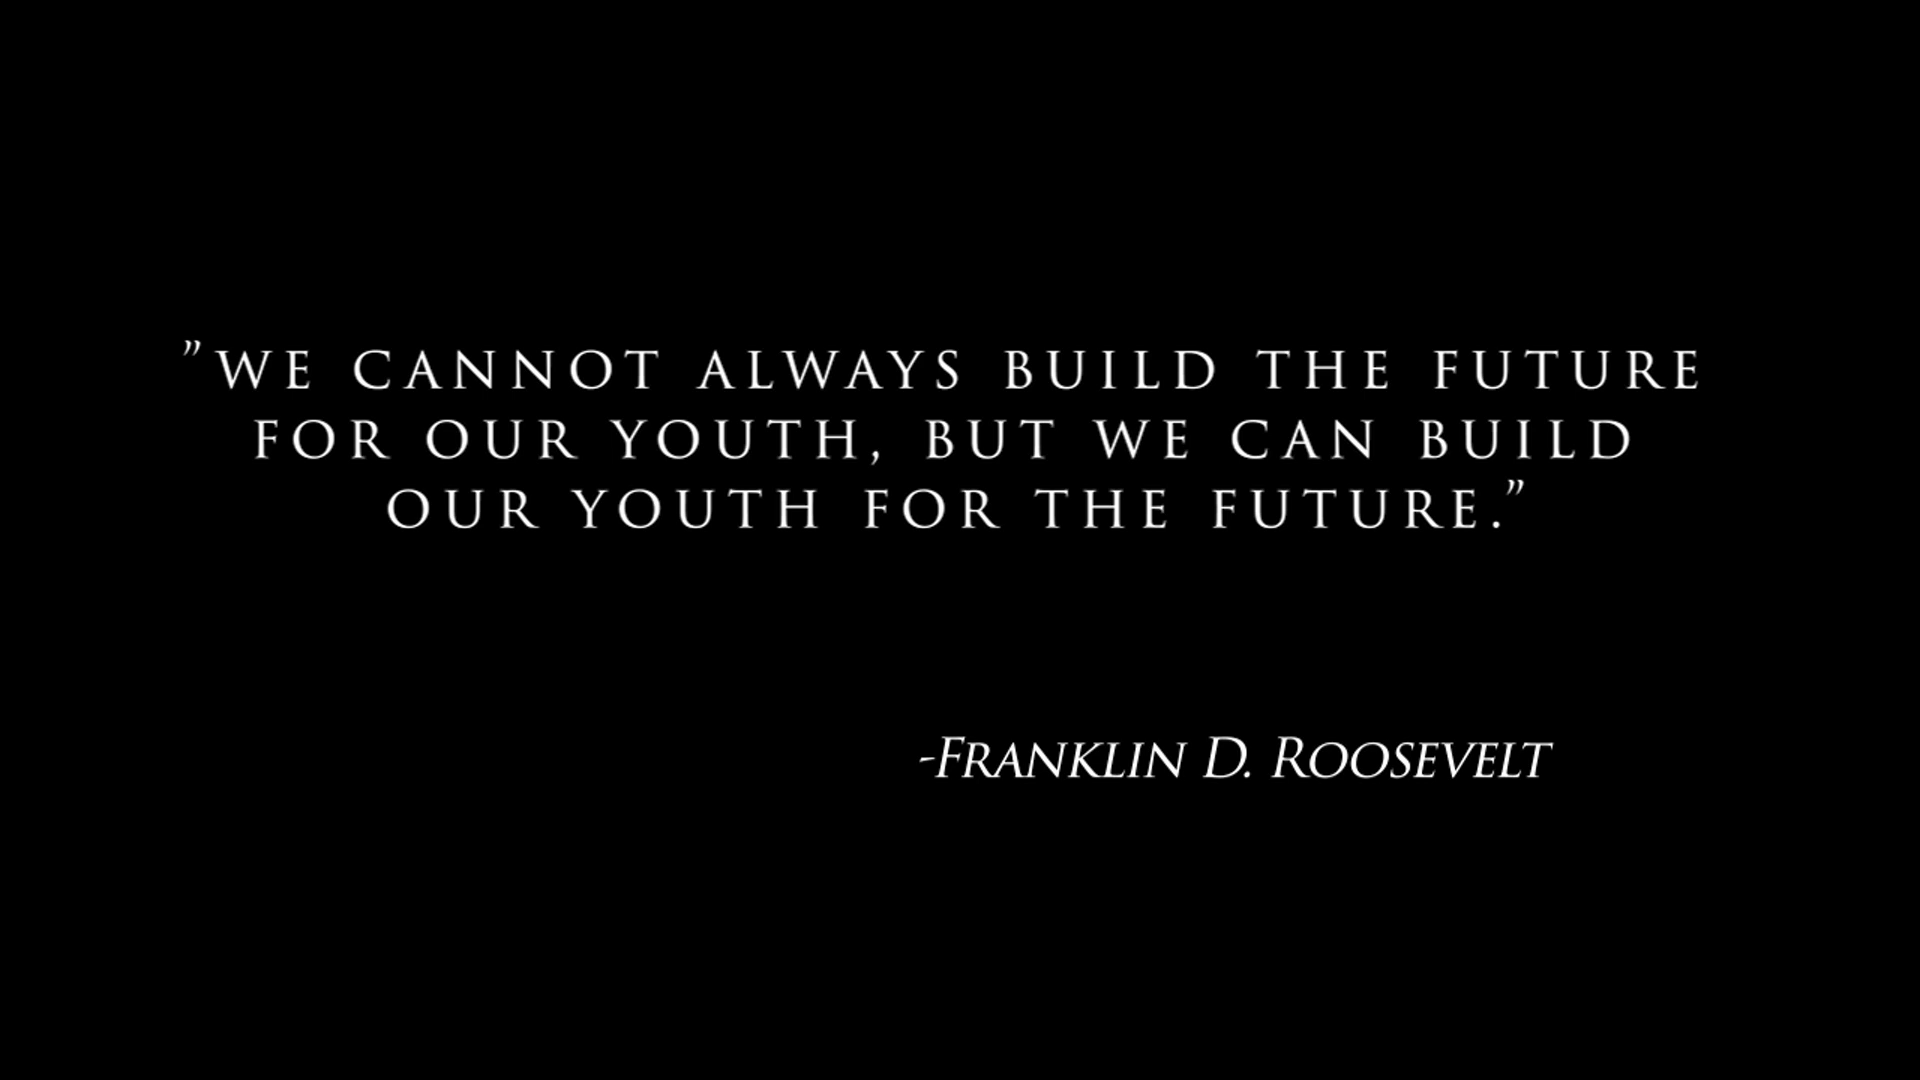 ”WE CANNOT ALWAYS BUILD THE FUTURE
FOR OUR YOUTH, BUT WE CAN BUILD
OUR YOUTH FOR THE FUTURE.”
-FRANKLIN D. ROOSEVELT